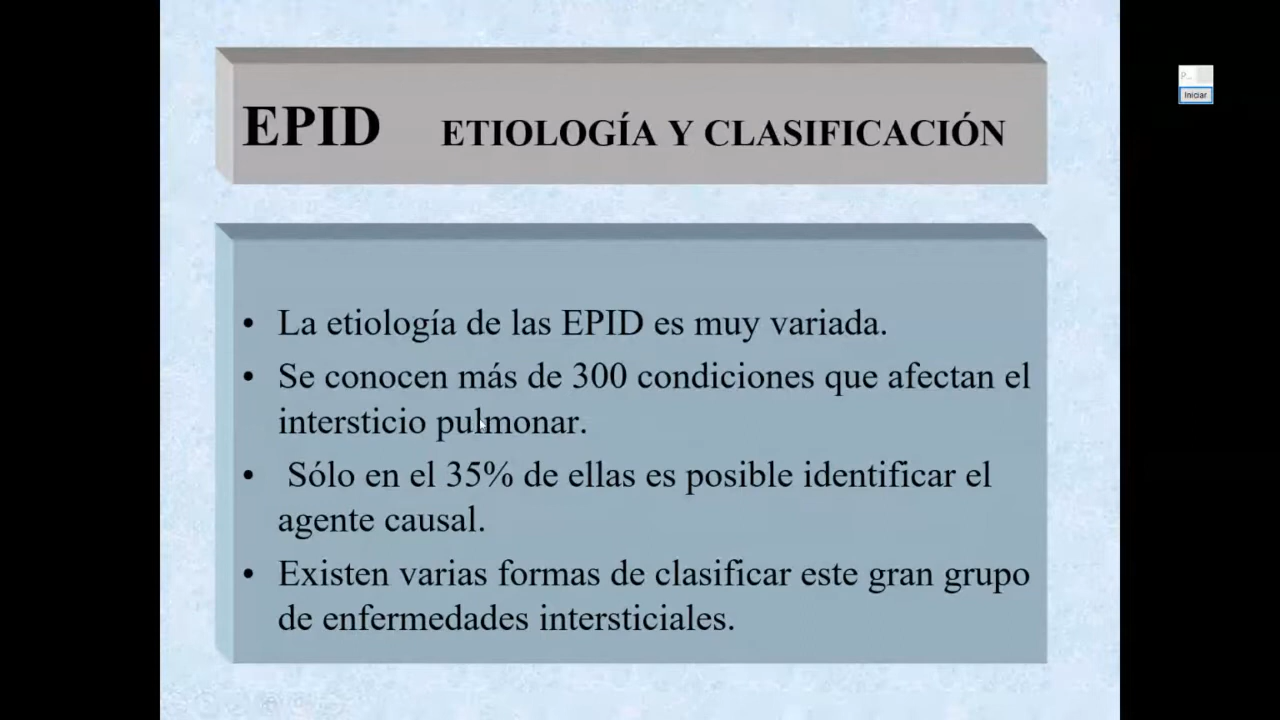 EPID ETIOLOGÍA Y CLASIFICACIÓN
• La etiología de las EPID es muy variada.
• Se conocen más de 300 condiciones que afectan el
intersticio pulmonar.
• Sólo en el 35% de ellas es posible identificar el
agente causal.
• Existen varias formas de clasificar este gran grupo
de enfermedades intersticiales.
P...
Iniciar